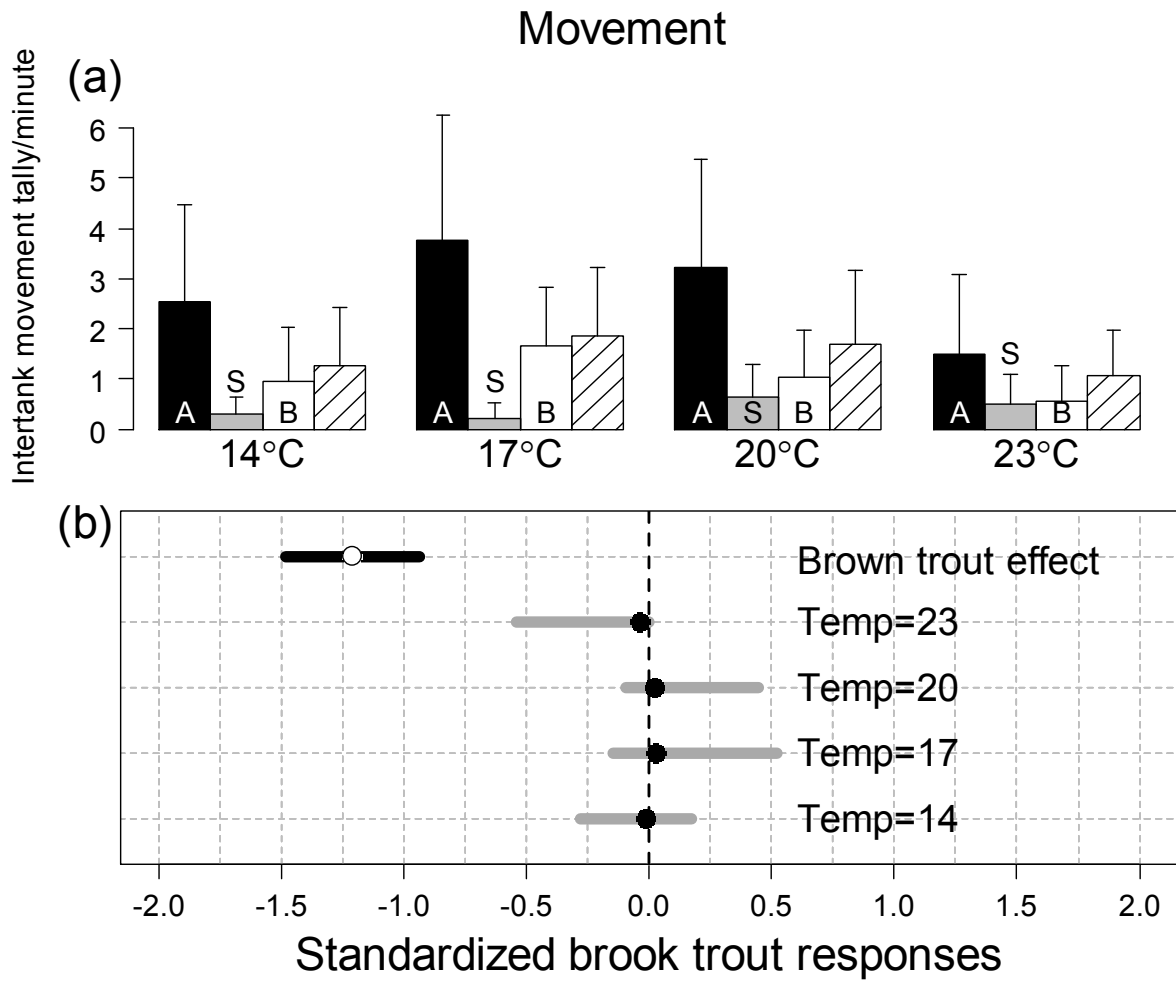 Movement
(a)
Intertank movement tally/minute
6
5
4
3
2
1
0
A S B
A S B
A S B
A S B
14°C 17°C 20°C 23°C
(b)
Brown trout effect
Temp=23
Temp=20
Temp=17
Temp=14
-2.0 -1.5 -1.0 -0.5 0.0 0.5 1.0 1.5 2.0
Standardized brook trout responses